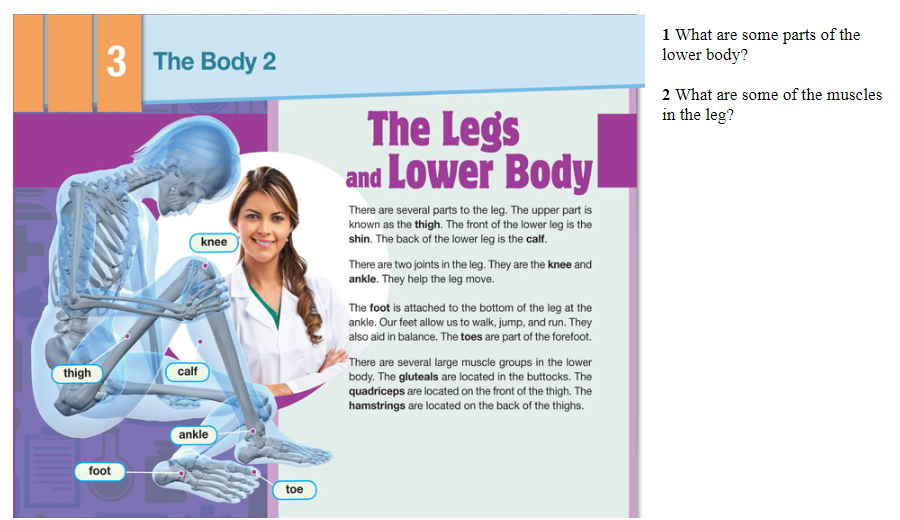 3 The Body 2
The Legs
and Lower Body
There are several parts to the leg. The upper part is
known as the thigh. The front of the lower leg is the
shin. The back of the lower leg is the calf.
There are two joints in the leg. They are the knee and
ankle. They help the leg move.
The foot is attached to the bottom of the leg at the
ankle. Our feet allow us to walk, jump, and run. They
also aid in balance. The toes are part of the forefoot.
There are several large muscle groups in the lower
body. The gluteals are located in the buttocks. The
quadriceps are located on the front of the thigh. The
hamstrings are located on the back of the thighs.
knee
thigh
calf
ankle
foot
toe
1 What are some parts of the
lower body?
2 What are some of the muscles
in the leg?